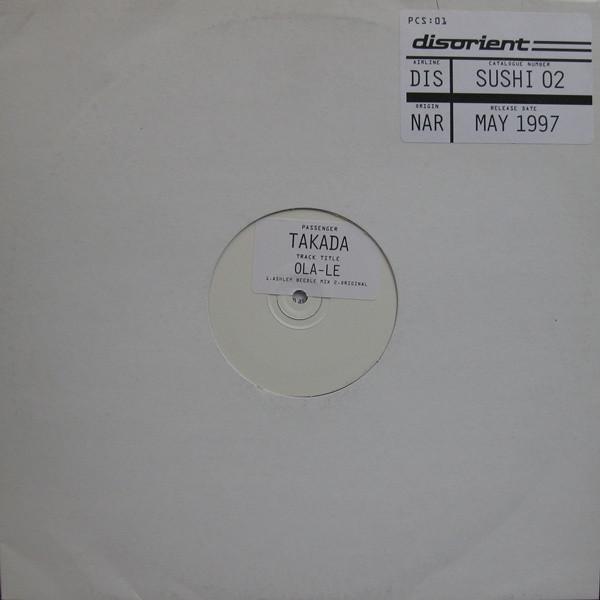 PCS:01
disorient
AIRLINE CATALOGUE NUMBER
DIS SUSHI 02
ORIGIN RELEASE DATE
NAR MAY 1997
PASSENGER
TAKADA
TRACK TITLE
OLA-LE
1.ASHLEY BEEDLE MIX 2.ORIGINAL